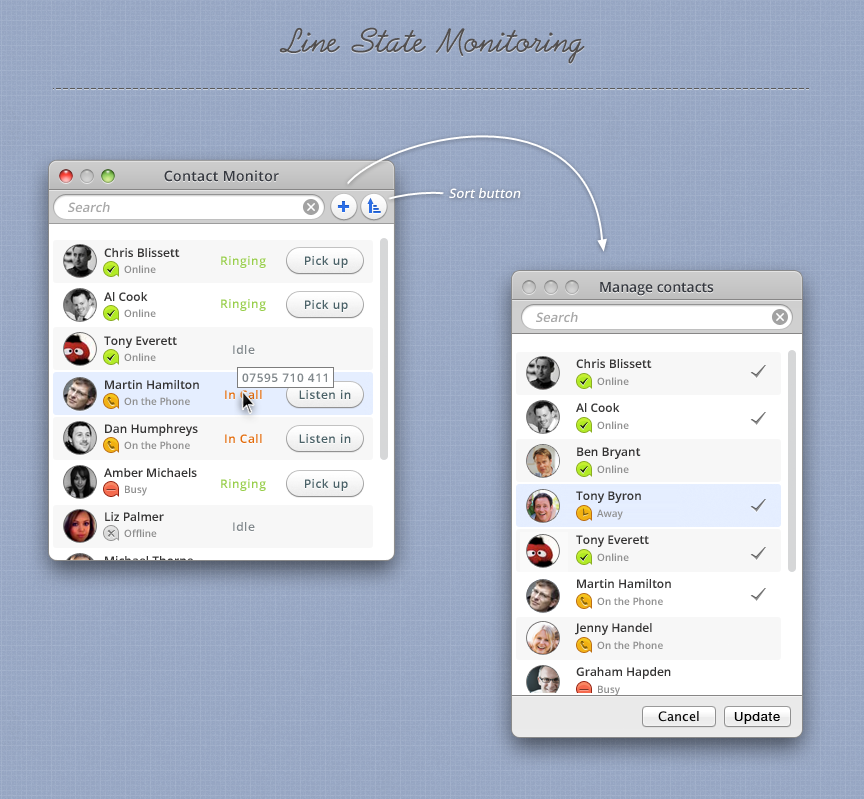 Line State Monitoring
Contact Monitor
Search
Sort button
Chris Blissett
Online
Ringing
Pick up
Al Cook
Online
Ringing
Pick up
Tony Everett
Online
Idle
07595 710 411
Martin Hamilton
On the Phone
In Call
Listen in
Dan Humphreys
On the Phone
In Call
Listen in
Amber Michaels
Busy
Ringing
Pick up
Liz Palmer
Offline
Idle
Michael Thorne
Manage contacts
Search
Chris Blissett
Online
Al Cook
Online
Ben Bryant
Online
Tony Byron
Away
Tony Everett
Online
Martin Hamilton
On the Phone
Jenny Handel
On the Phone
Graham Hapden
Busy
Cancel
Update